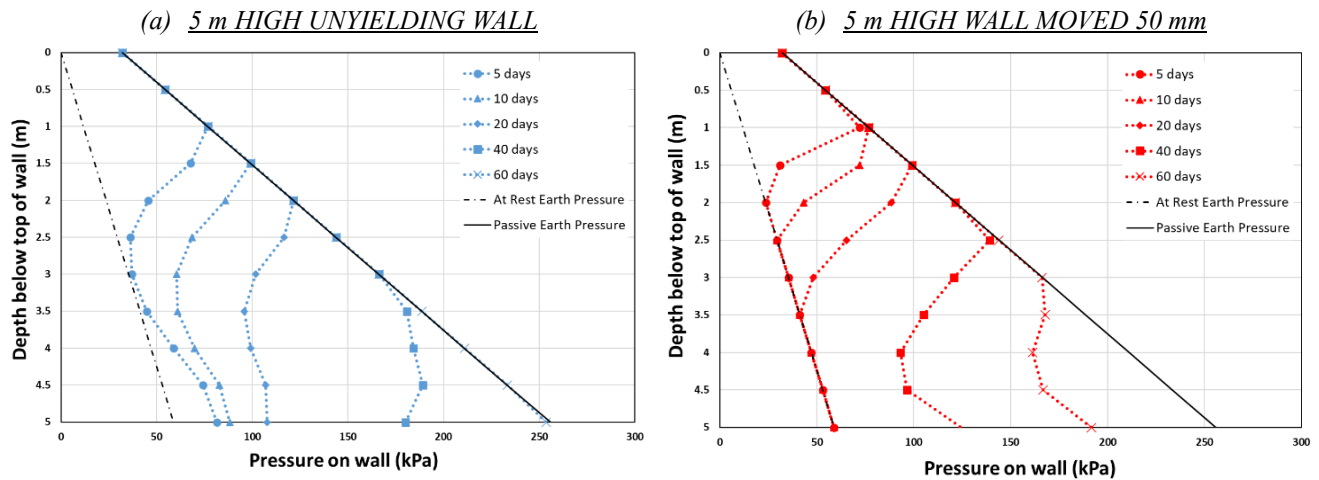 (a) 5 m HIGH UNYIELDING WALL
0
0.5
1
1.5
2
2.5
3
3.5
4
4.5
5
Depth below top of wall (m)
5 days
10 days
20 days
40 days
60 days
At Rest Earth Pressure
Passive Earth Pressure
0 50 100 150 200 250 300
Pressure on wall (kPa)
(b) 5 m HIGH WALL MOVED 50 mm
0
0.5
1
1.5
2
2.5
3
3.5
4
4.5
5
Depth below top of wall (m)
5 days
10 days
20 days
40 days
60 days
At Rest Earth Pressure
Passive Earth Pressure
0 50 100 150 200 250 300
Pressure on wall (kPa)